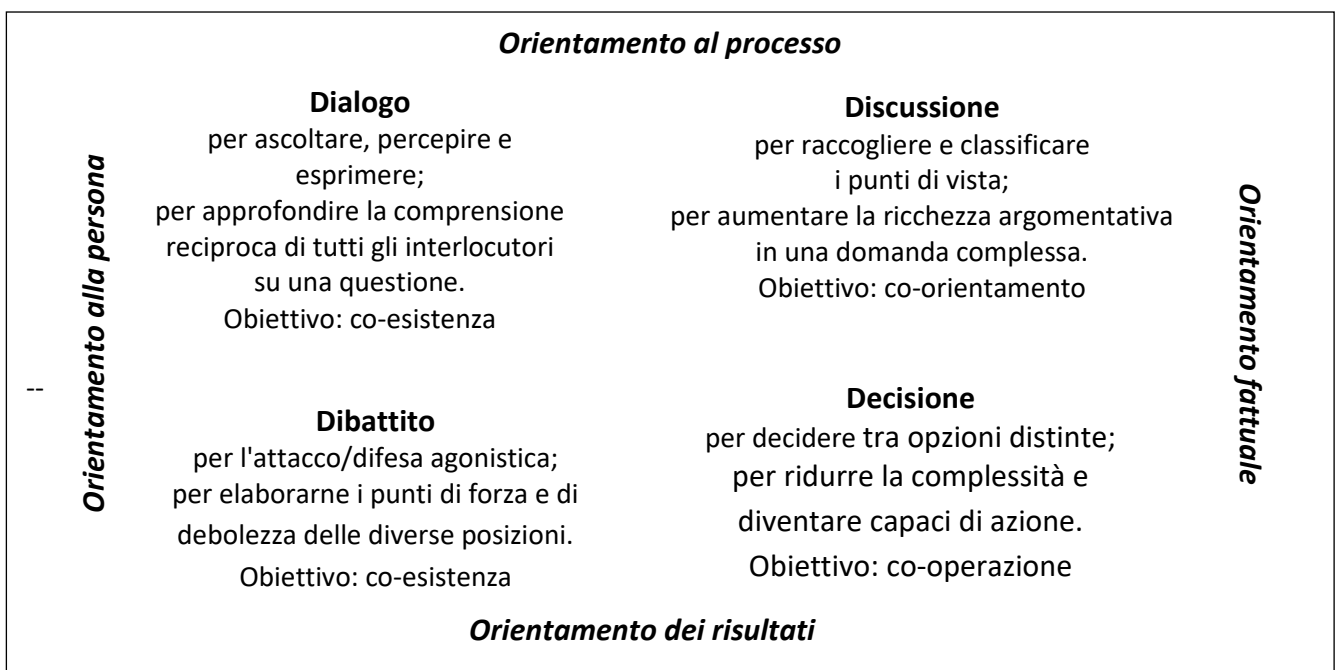 Orientamento al processo
Dialogo
per ascoltare, percepire e
esprimere;
per approfondire la comprensione
reciproca di tutti gli interlocutori
su una questione.
Obiettivo: co-esistenza
Discussione
per raccogliere e classificare
i punti di vista;
per aumentare la ricchezza argomentativa
in una domanda complessa.
Obiettivo: co-orientamento
Orientamento alla persona
Orientamento fattuale
--
Dibattito
per l'attacco/difesa agonistica;
per elaborarne i punti di forza e di
debolezza delle diverse posizioni.
Obiettivo: co-esistenza
Decisione
per decidere tra opzioni distinte;
per ridurre la complessità e
diventare capaci di azione.
Obiettivo: co-operazione
Orientamento dei risultati